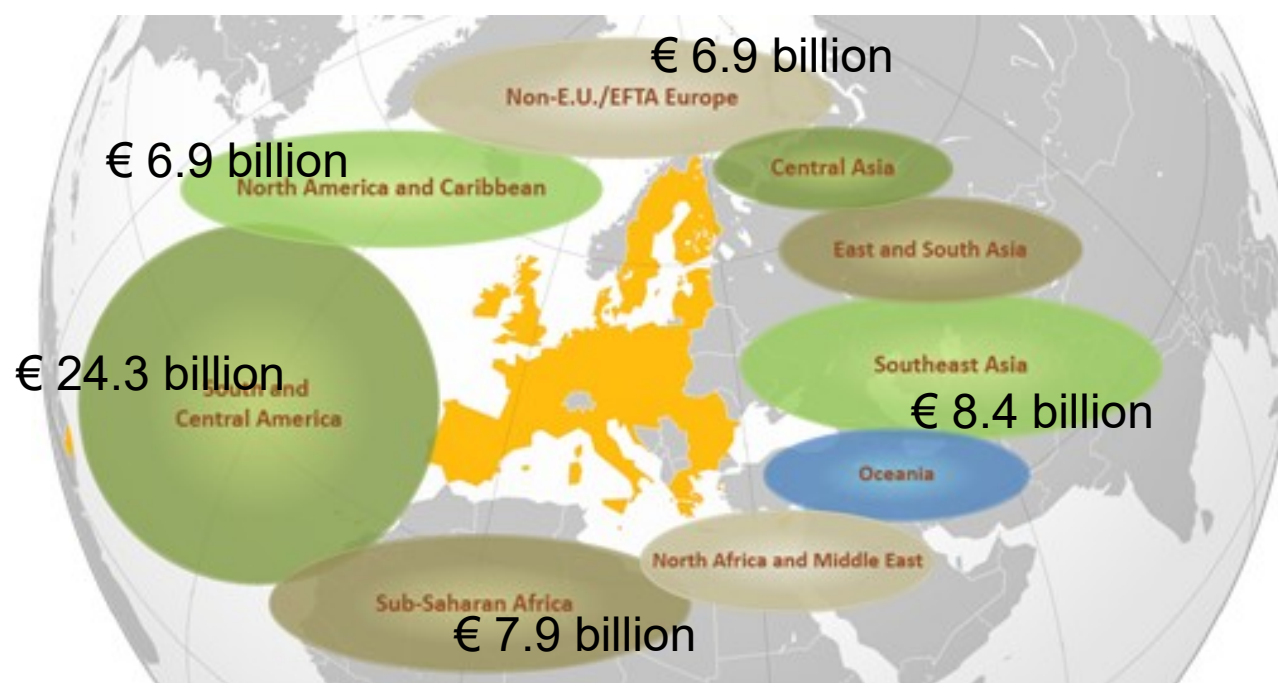 € 6.9 billion
Non-E.U./EFTA Europe
€ 6.9 billion
North America and Caribbean
Central Asia
East and South Asia
€ 24.3 billion
South and
Central America
Southeast Asia
€ 8.4 billion
Oceania
North Africa and Middle East
Sub-Saharan Africa
€ 7.9 billion